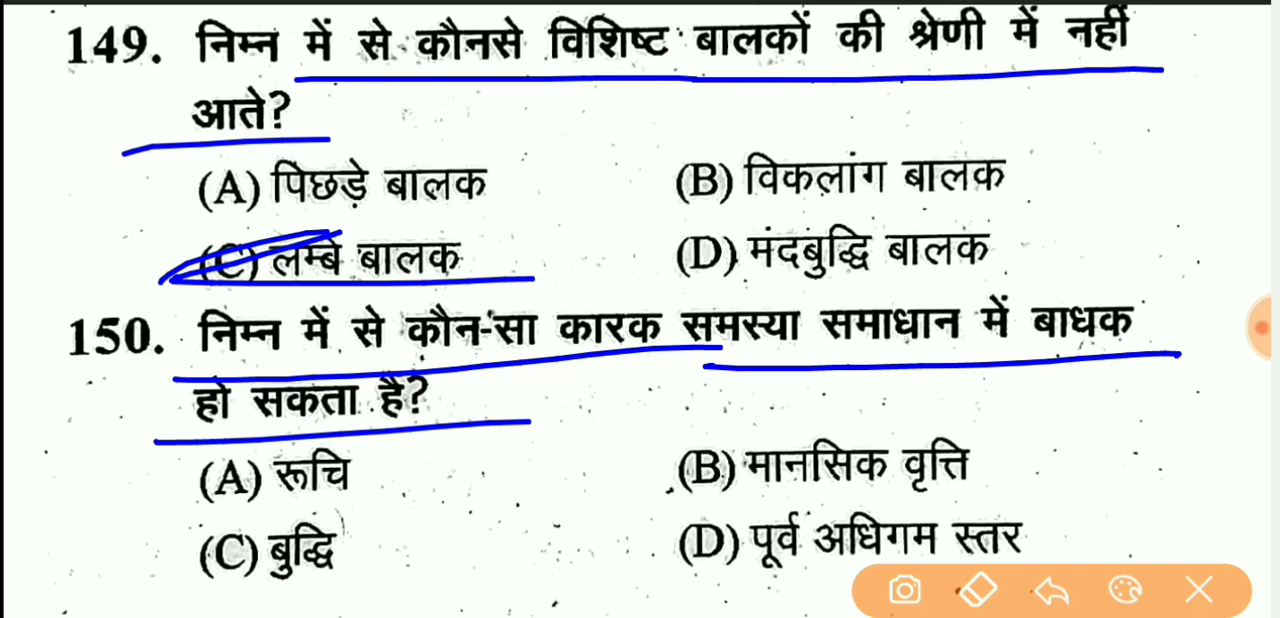 149. निम्न में से कौनसे विशिष्ट बालकों की श्रेणी में नहीं
आते?
(A) पिछड़े बालक (B) विकलांग बालक
(C) लम्बे बालक (D) मंदबुद्धि बालक
150. निम्न में से कौन-सा कारक समस्या समाधान में बाधक
हो सकता है?
(A) रूचि (B) मानसिक वृत्ति
(C) बुद्धि (D) पूर्व अधिगम स्तर